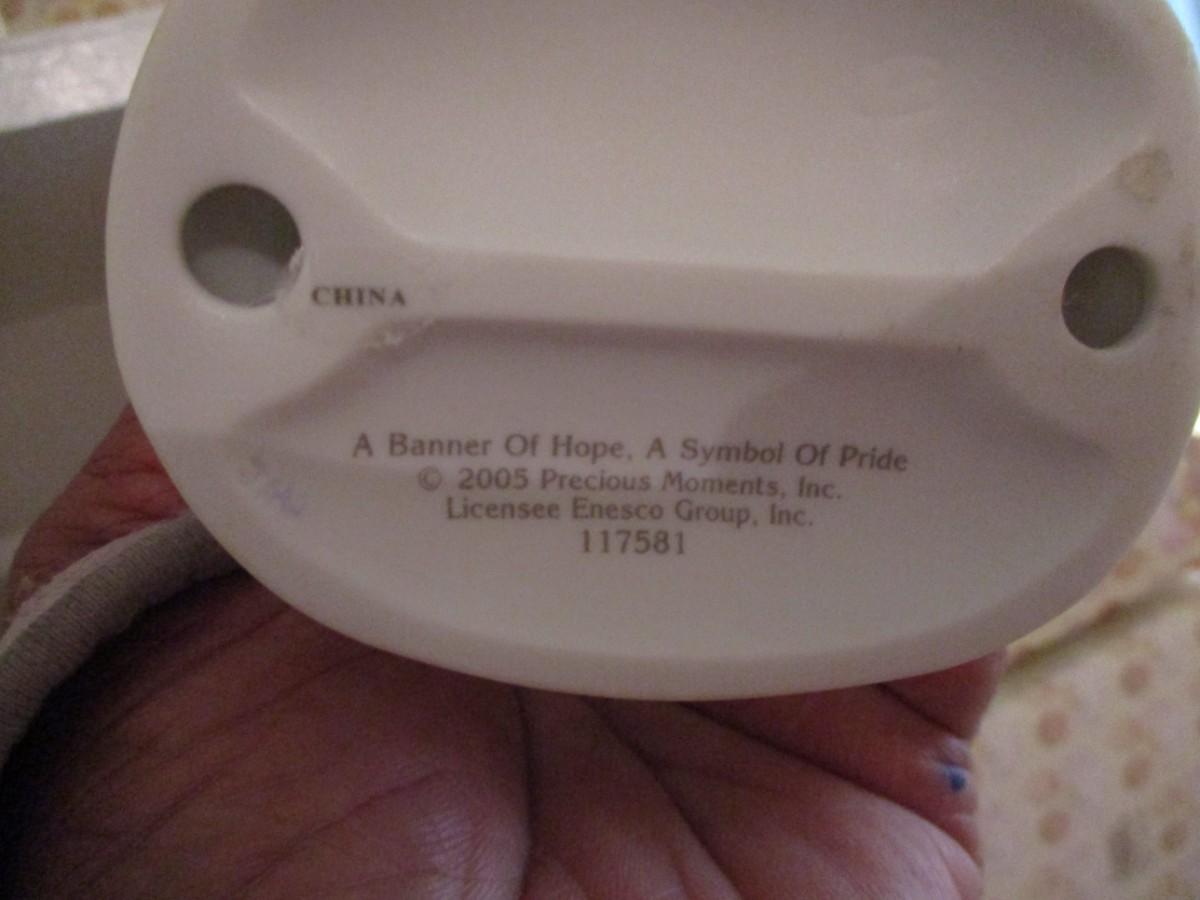 CHINA
A Banner Of Hope, A Symbol Of Pride
© 2005 Precious Moments, Inc.
Licensee Enesco Group, Inc.
117581